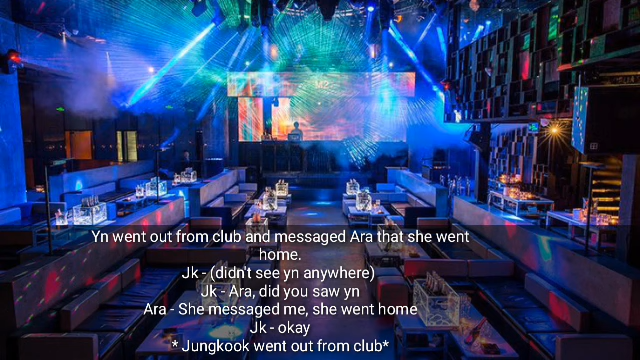 Yn went out from club and messaged Ara that she went
home.
Jk - (didn't see yn anywhere)
Jk - Ara, did you saw yn
Ara - She messaged me, she went home
Jk - okay
* Jungkook went out from club*